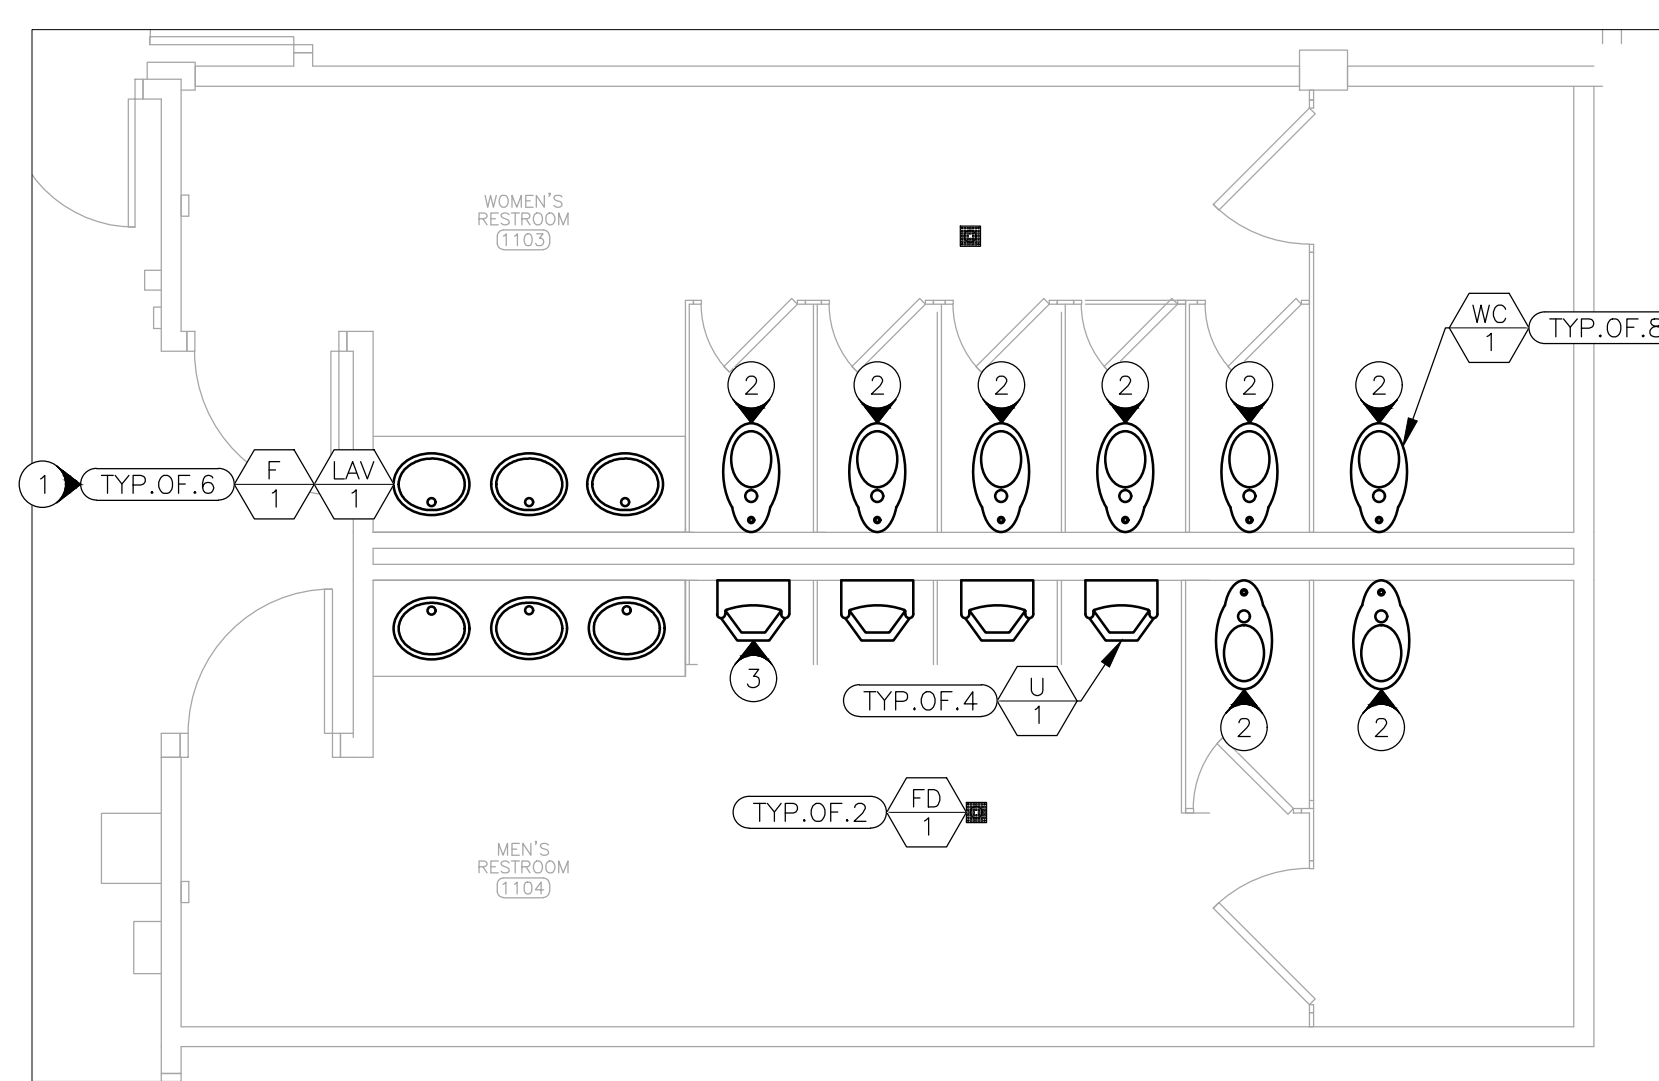 WOMEN'S
RESTROOM
1103
WC
1
TYP.OF.8
2
2
2
2
2
2
1
TYP.OF.6
F
1
LAV
1
3
TYP.OF.4
U
1
2
2
TYP.OF.2
FD
1
MEN'S
RESTROOM
1104